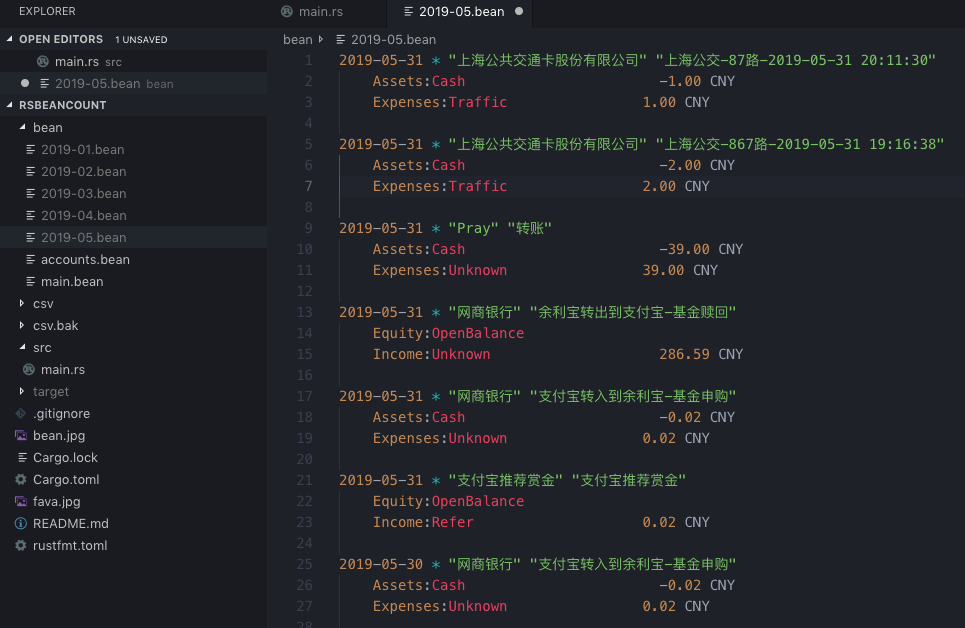 EXPLORER
OPEN EDITORS 1 UNSAVED
main.rs src
2019-05.bean bean
RSBEANCOUNT
bean
2019-01.bean
2019-02.bean
2019-03.bean
2019-04.bean
2019-05.bean
accounts.bean
main.bean
csv
csv.bak
src
main.rs
target
.gitignore
bean.jpg
Cargo.lock
Cargo.toml
fava.jpg
README.md
rustfmt.toml
main.rs 2019-05.bean
bean 2019-05.bean
1 2019-05-31 * "上海公共交通卡股份有限公司" "上海公交-87路-2019-05-31 20:11:30"
2 Assets:Cash -1.00 CNY
3 Expenses:Traffic 1.00 CNY
4
5 2019-05-31 * "上海公共交通卡股份有限公司" "上海公交-867路-2019-05-31 19:16:38"
6 Assets:Cash -2.00 CNY
7 Expenses:Traffic 2.00 CNY
8
9 2019-05-31 * "Pray" "转账"
10 Assets:Cash -39.00 CNY
11 Expenses:Unknown 39.00 CNY
12
13 2019-05-31 * "网商银行" "余利宝转出到支付宝-基金赎回"
14 Equity:OpenBalance
15 Income:Unknown 286.59 CNY
16
17 2019-05-31 * "网商银行" "支付宝转入到余利宝-基金申购"
18 Assets:Cash -0.02 CNY
19 Expenses:Unknown 0.02 CNY
20
21 2019-05-31 * "支付宝推荐赏金" "支付宝推荐赏金"
22 Equity:OpenBalance
23 Income:Refer 0.02 CNY
24
25 2019-05-30 * "网商银行" "支付宝转入到余利宝-基金申购"
26 Assets:Cash -0.02 CNY
27 Expenses:Unknown 0.02 CNY
28